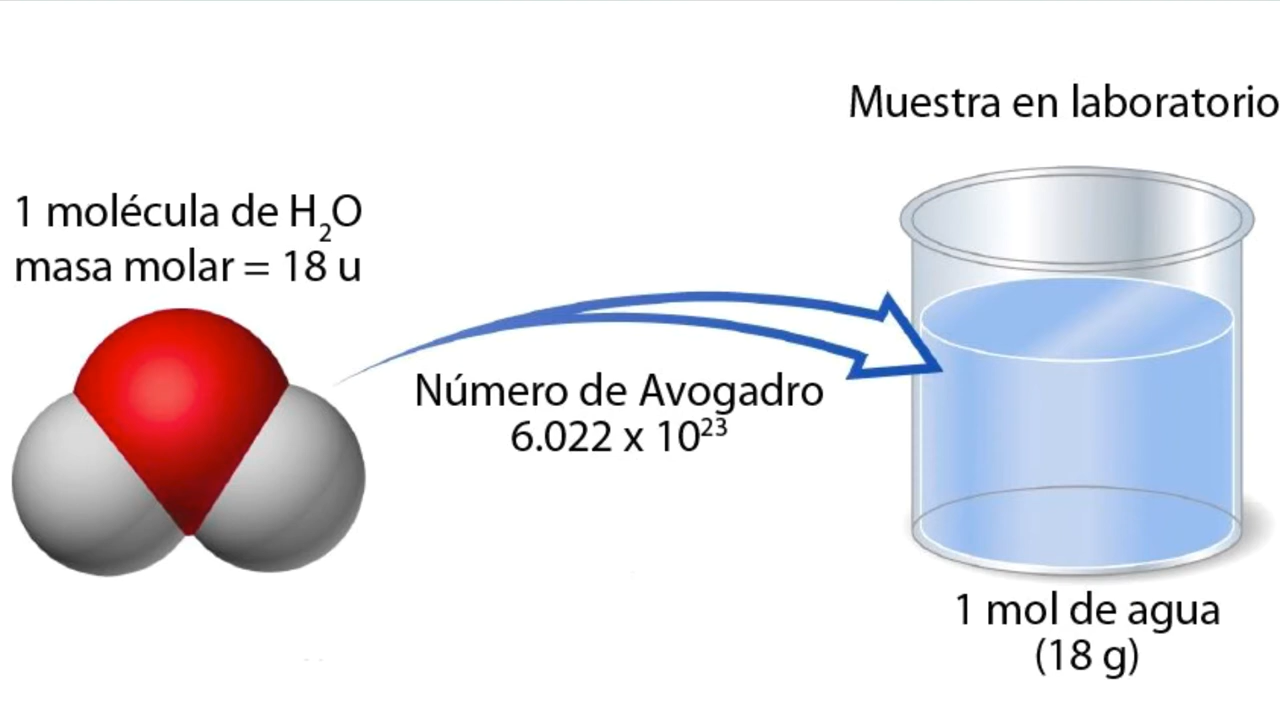 Muestra en laboratorio
1 molécula de H₂O
masa molar = 18 u
Número de Avogadro
6.022 x 10²³
1 mol de agua
(18 g)